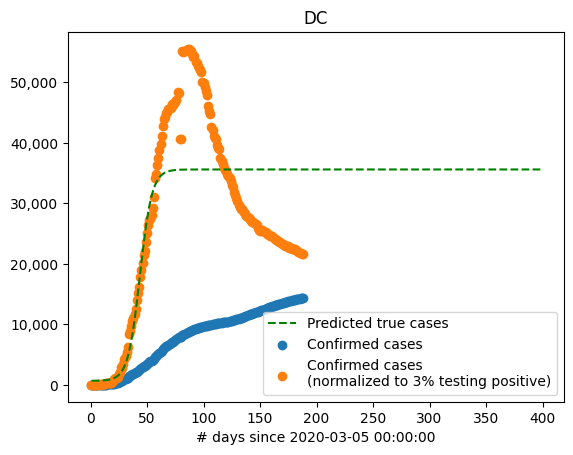 DC
50,000
40,000
30,000
20,000
10,000
0
Predicted true cases
Confirmed cases
Confirmed cases
(normalized to 3% testing positive)
0 50 100 150 200 250 300 350 400
# days since 2020-03-05 00:00:00